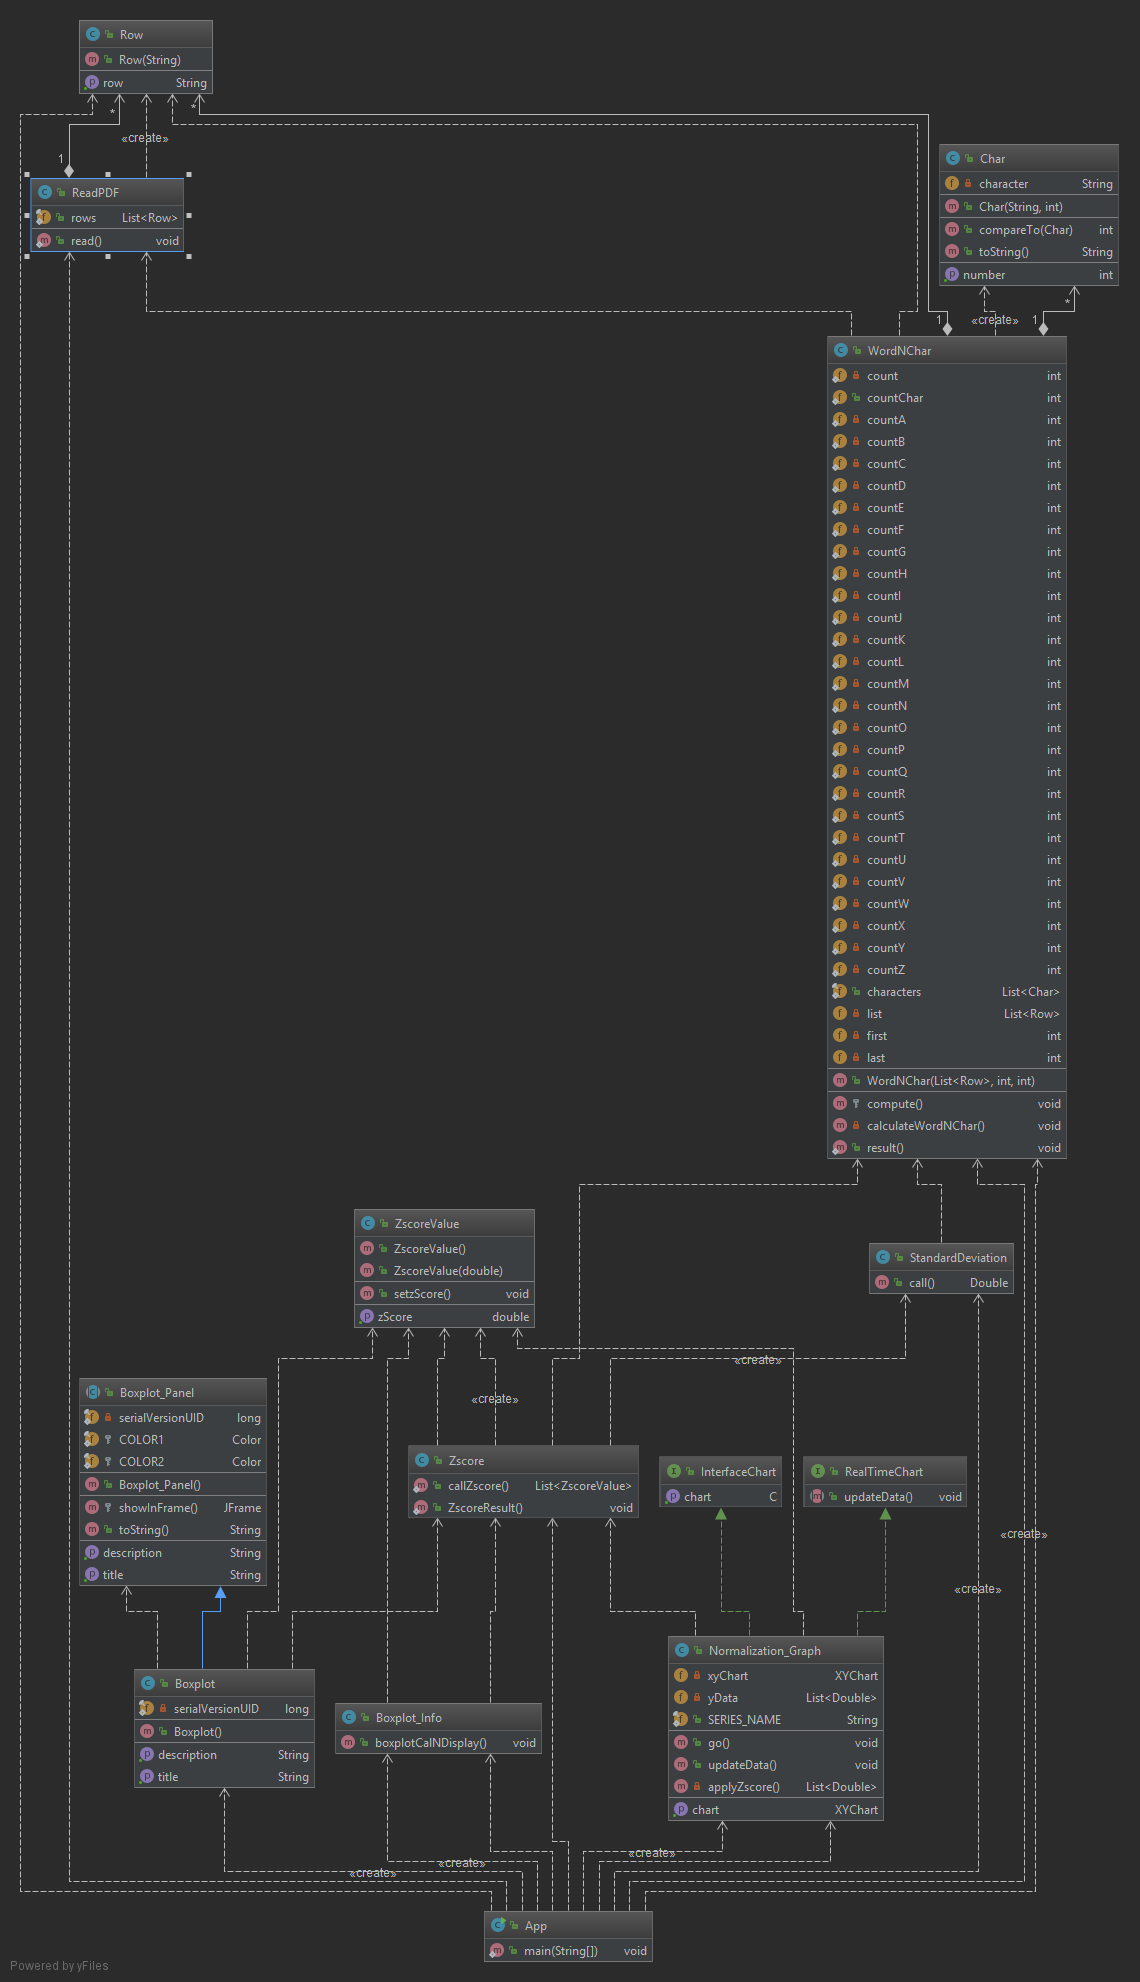 Row
Row(String)
row String
*
*
«create»
1
ReadPDF
rows List<Row>
read() void
Char
character String
Char(String, int)
compareTo(Char) int
toString() String
number int
*
1 «create» 1
WordNChar
count int
countChar int
countA int
countB int
countC int
countD int
countE int
countF int
countG int
countH int
countI int
countJ int
countK int
countL int
countM int
countN int
countO int
countP int
countQ int
countR int
countS int
countT int
countU int
countV int
countW int
countX int
countY int
countZ int
characters List<Char>
list List<Row>
first int
last int
WordNChar(List<Row>, int, int)
compute() void
calculateWordNChar() void
result() void
ZscoreValue
ZscoreValue()
ZscoreValue(double)
setzScore() void
zScore double
StandardDeviation
call() Double
«create»
«create»
Boxplot_Panel
serialVersionUID long
COLOR1 Color
COLOR2 Color
Boxplot_Panel()
showInFrame() JFrame
toString() String
description String
title String
Zscore
callZscore() List<ZscoreValue>
ZscoreResult() void
InterfaceChart
chart C
RealTimeChart
updateData() void
«create»
«create»
Boxplot
serialVersionUID long
Boxplot()
description String
title String
Boxplot_Info
boxplotCalNDisplay() void
Normalization_Graph
xyChart XYChart
yData List<Double>
SERIES_NAME String
go() void
updateData() void
applyZscore() List<Double>
chart XYChart
«create»
«create»
«create»
App
main(String[]) void
Powered by yFiles